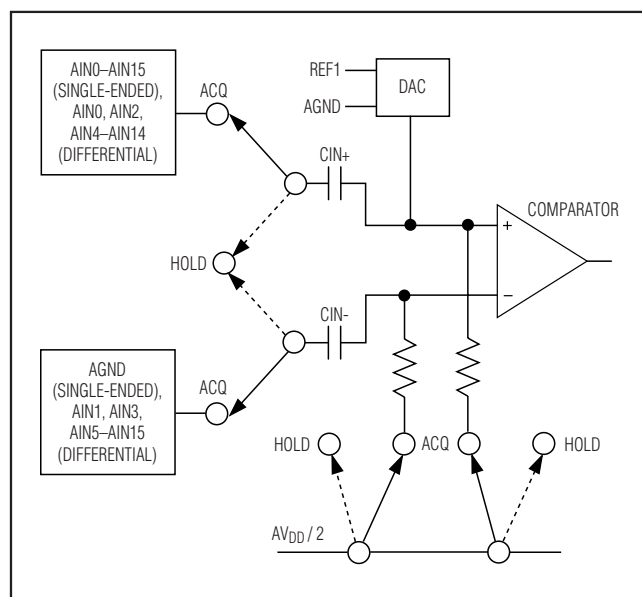 AIN0–AIN15
(SINGLE-ENDED),
AIN0, AIN2,
AIN4–AIN14
(DIFFERENTIAL)
ACQ
REF1
AGND
DAC
CIN+
COMPARATOR
+
−
HOLD
CIN-
AGND
(SINGLE-ENDED),
AIN1, AIN3,
AIN5–AIN15
(DIFFERENTIAL)
ACQ
HOLD
ACQ
HOLD
AVDD / 2